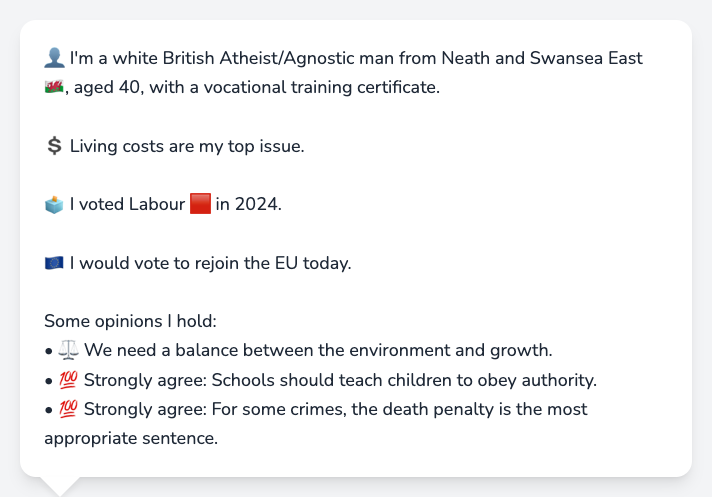 👤 I'm a white British Atheist/Agnostic man from Neath and Swansea East
🏴󠁧󠁢󠁷󠁬󠁳󠁿, aged 40, with a vocational training certificate.
💲 Living costs are my top issue.
🗳️ I voted Labour 🟥 in 2024.
🇪🇺 I would vote to rejoin the EU today.
Some opinions I hold:
• ⚖️ We need a balance between the environment and growth.
• 💯 Strongly agree: Schools should teach children to obey authority.
• 💯 Strongly agree: For some crimes, the death penalty is the most
appropriate sentence.